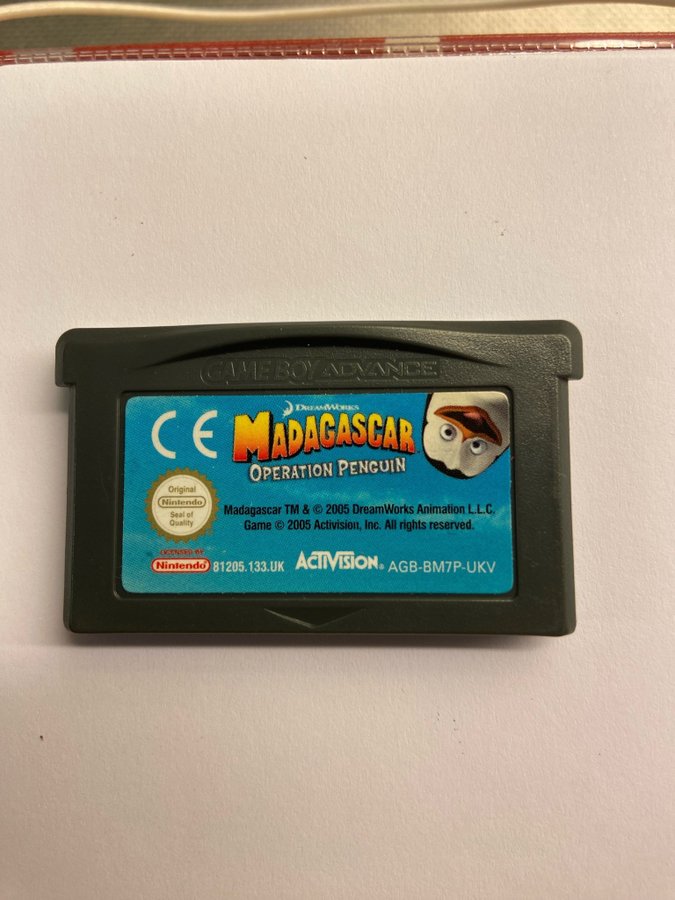 GAME BOY ADVANCE
CE
DREAMWORKS
MADAGASCAR
OPERATION PENGUIN
Original
Nintendo
Seal of
Quality
Madagascar TM & © 2005 DreamWorks Animation L.L.C.
Game © 2005 Activision, Inc. All rights reserved.
LICENSED BY
Nintendo® 81205.133.UK ACTIVISION® AGB-BM7P-UKV